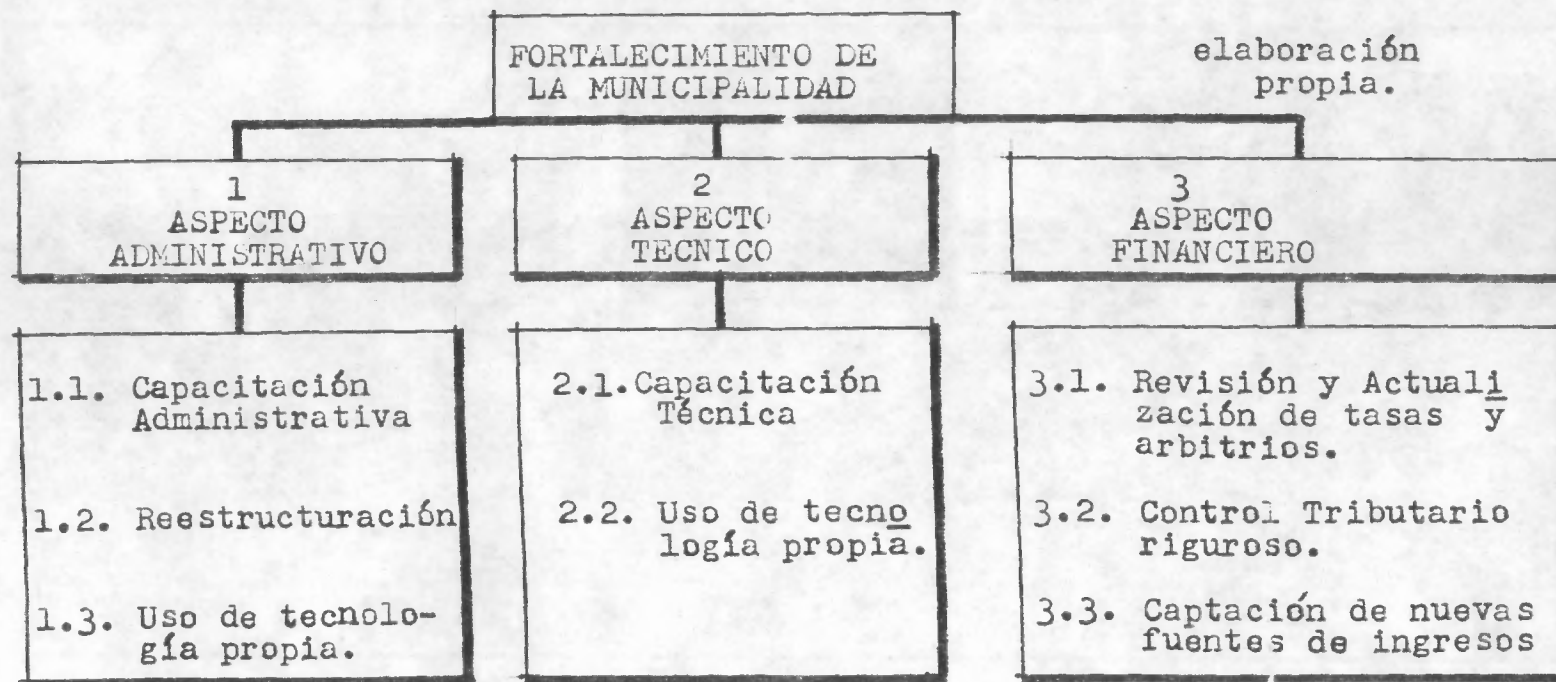 FORTALECIMIENTO DE
LA MUNICIPALIDAD
elaboración
propia.
1
ASPECTO
ADMINISTRATIVO
2
ASPECTO
TECNICO
3
ASPECTO
FINANCIERO
1.1. Capacitación
Administrativa
1.2. Reestructuración
1.3. Uso de tecnolo-
gía propia.
2.1. Capacitación
Técnica
2.2. Uso de tecno
logía propia.
3.1. Revisión y Actuali
zación de tasas y
arbitrios.
3.2. Control Tributario
riguroso.
3.3. Captación de nuevas
fuentes de ingresos